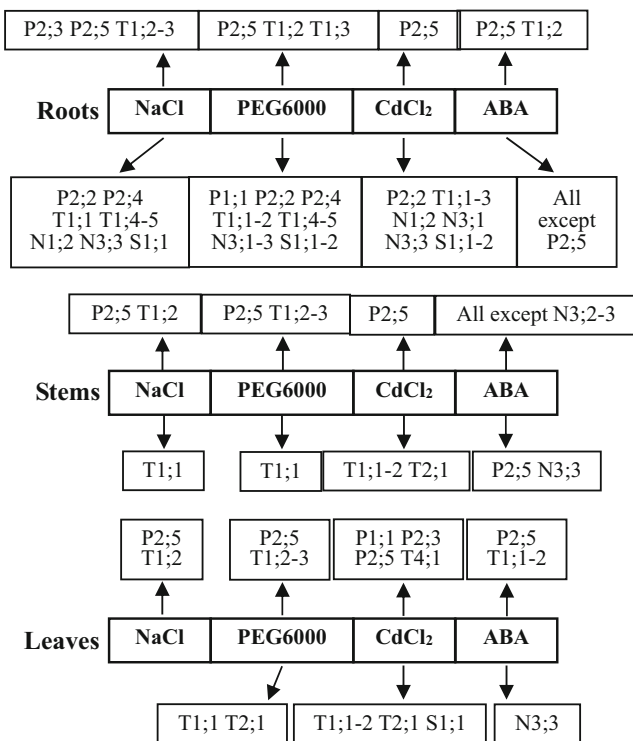 P2;3 P2;5 T1;2-3 P2;5 T1;2 T1;3 P2;5 P2;5 T1;2
Roots NaCl PEG6000 CdCl₂ ABA
P2;2 P2;4
T1;1 T1;4-5
N1;2 N3;3 S1;1
P1;1 P2;2 P2;4
T1;1-2 T1;4-5
N3;1-3 S1;1-2
P2;2 T1;1-3
N1;2 N3;1
N3;3 S1;1-2
All
except
P2;5
P2;5 T1;2 P2;5 T1;2-3 P2;5 All except N3;2-3
Stems NaCl PEG6000 CdCl₂ ABA
T1;1 T1;1 T1;1-2 T2;1 P2;5 N3;3
P2;5
T1;2
P2;5
T1;2-3
P1;1 P2;3
P2;5 T4;1
P2;5
T1;1-2
Leaves NaCl PEG6000 CdCl₂ ABA
T1;1 T2;1 T1;1-2 T2;1 S1;1 N3;3